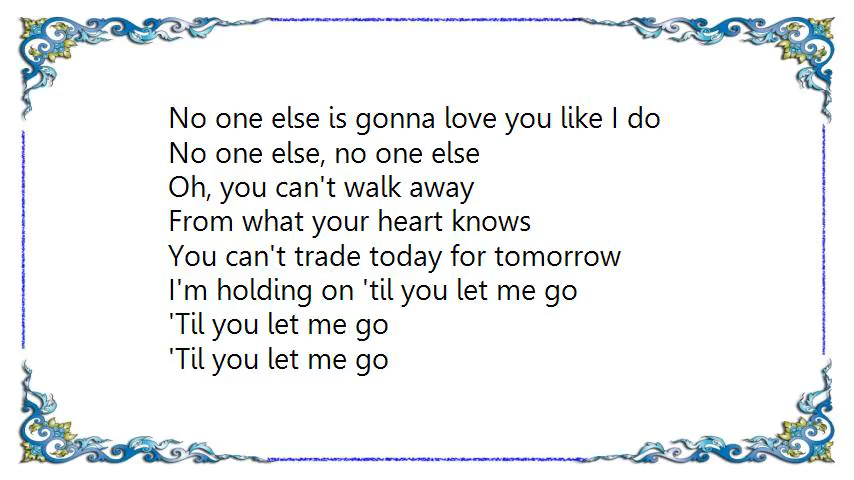 No one else is gonna love you like I do
No one else, no one else
Oh, you can't walk away
From what your heart knows
You can't trade today for tomorrow
I'm holding on 'til you let me go
'Til you let me go
'Til you let me go